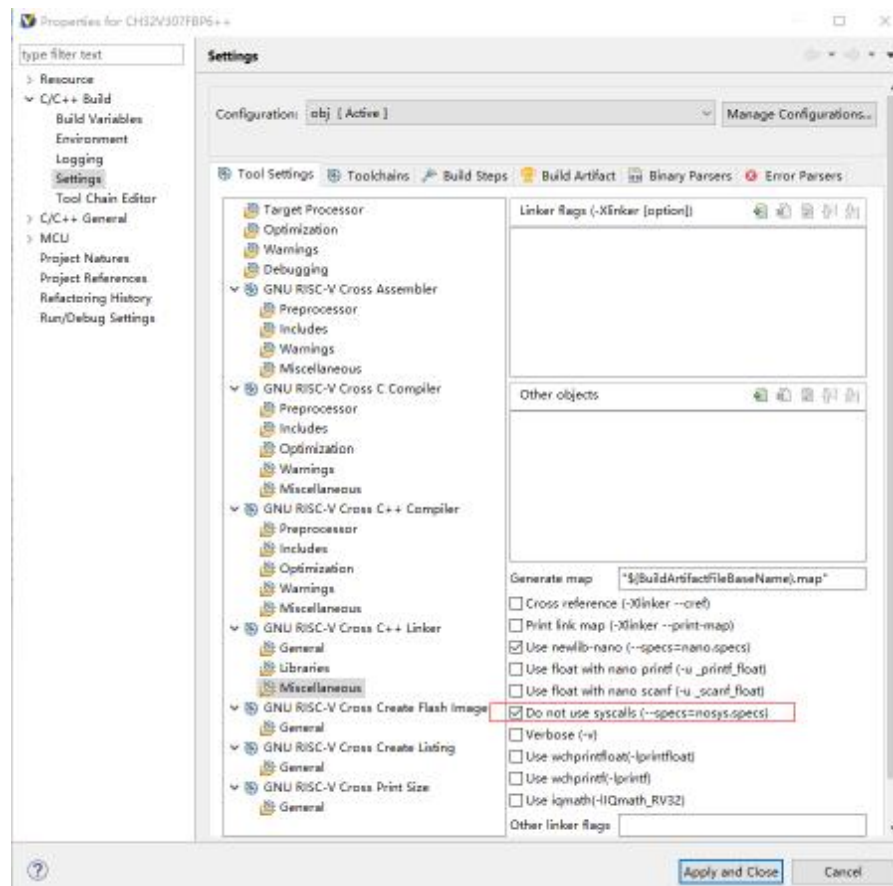 Properties for CH32V307FBP6++
type filter text
Resource
C/C++ Build
Build Variables
Environment
Logging
Settings
Tool Chain Editor
C/C++ General
MCU
Project Natures
Project References
Refactoring History
Run/Debug Settings
Settings
Configuration: obj [ Active ]
Manage Configurations...
Tool Settings
Toolchains
Build Steps
Build Artifact
Binary Parsers
Error Parsers
Target Processor
Optimization
Warnings
Debugging
GNU RISC-V Cross Assembler
Preprocessor
Includes
Warnings
Miscellaneous
GNU RISC-V Cross C Compiler
Preprocessor
Includes
Optimization
Warnings
Miscellaneous
GNU RISC-V Cross C++ Compiler
Preprocessor
Includes
Optimization
Warnings
Miscellaneous
GNU RISC-V Cross C++ Linker
General
Libraries
Miscellaneous
GNU RISC-V Cross Create Flash Image
General
GNU RISC-V Cross Create Listing
General
GNU RISC-V Cross Print Size
General
Linker flags (-Xlinker [option])
Other objects
Generate map "${BuildArtifactFileBaseName}.map"
Cross reference (-Xlinker --cref)
Print link map (-Xlinker --print-map)
Use newlib-nano (--specs=nano.specs)
Use float with nano printf (-u _printf_float)
Use float with nano scanf (-u _scanf_float)
Do not use syscalls (--specs=nosys.specs)
Verbose (-v)
Use wchprintfloat(-lprintfloat)
Use wchprintf(-lprintf)
Use iqmath(-lIQmath_RV32)
Other linker flags
Apply and Close
Cancel